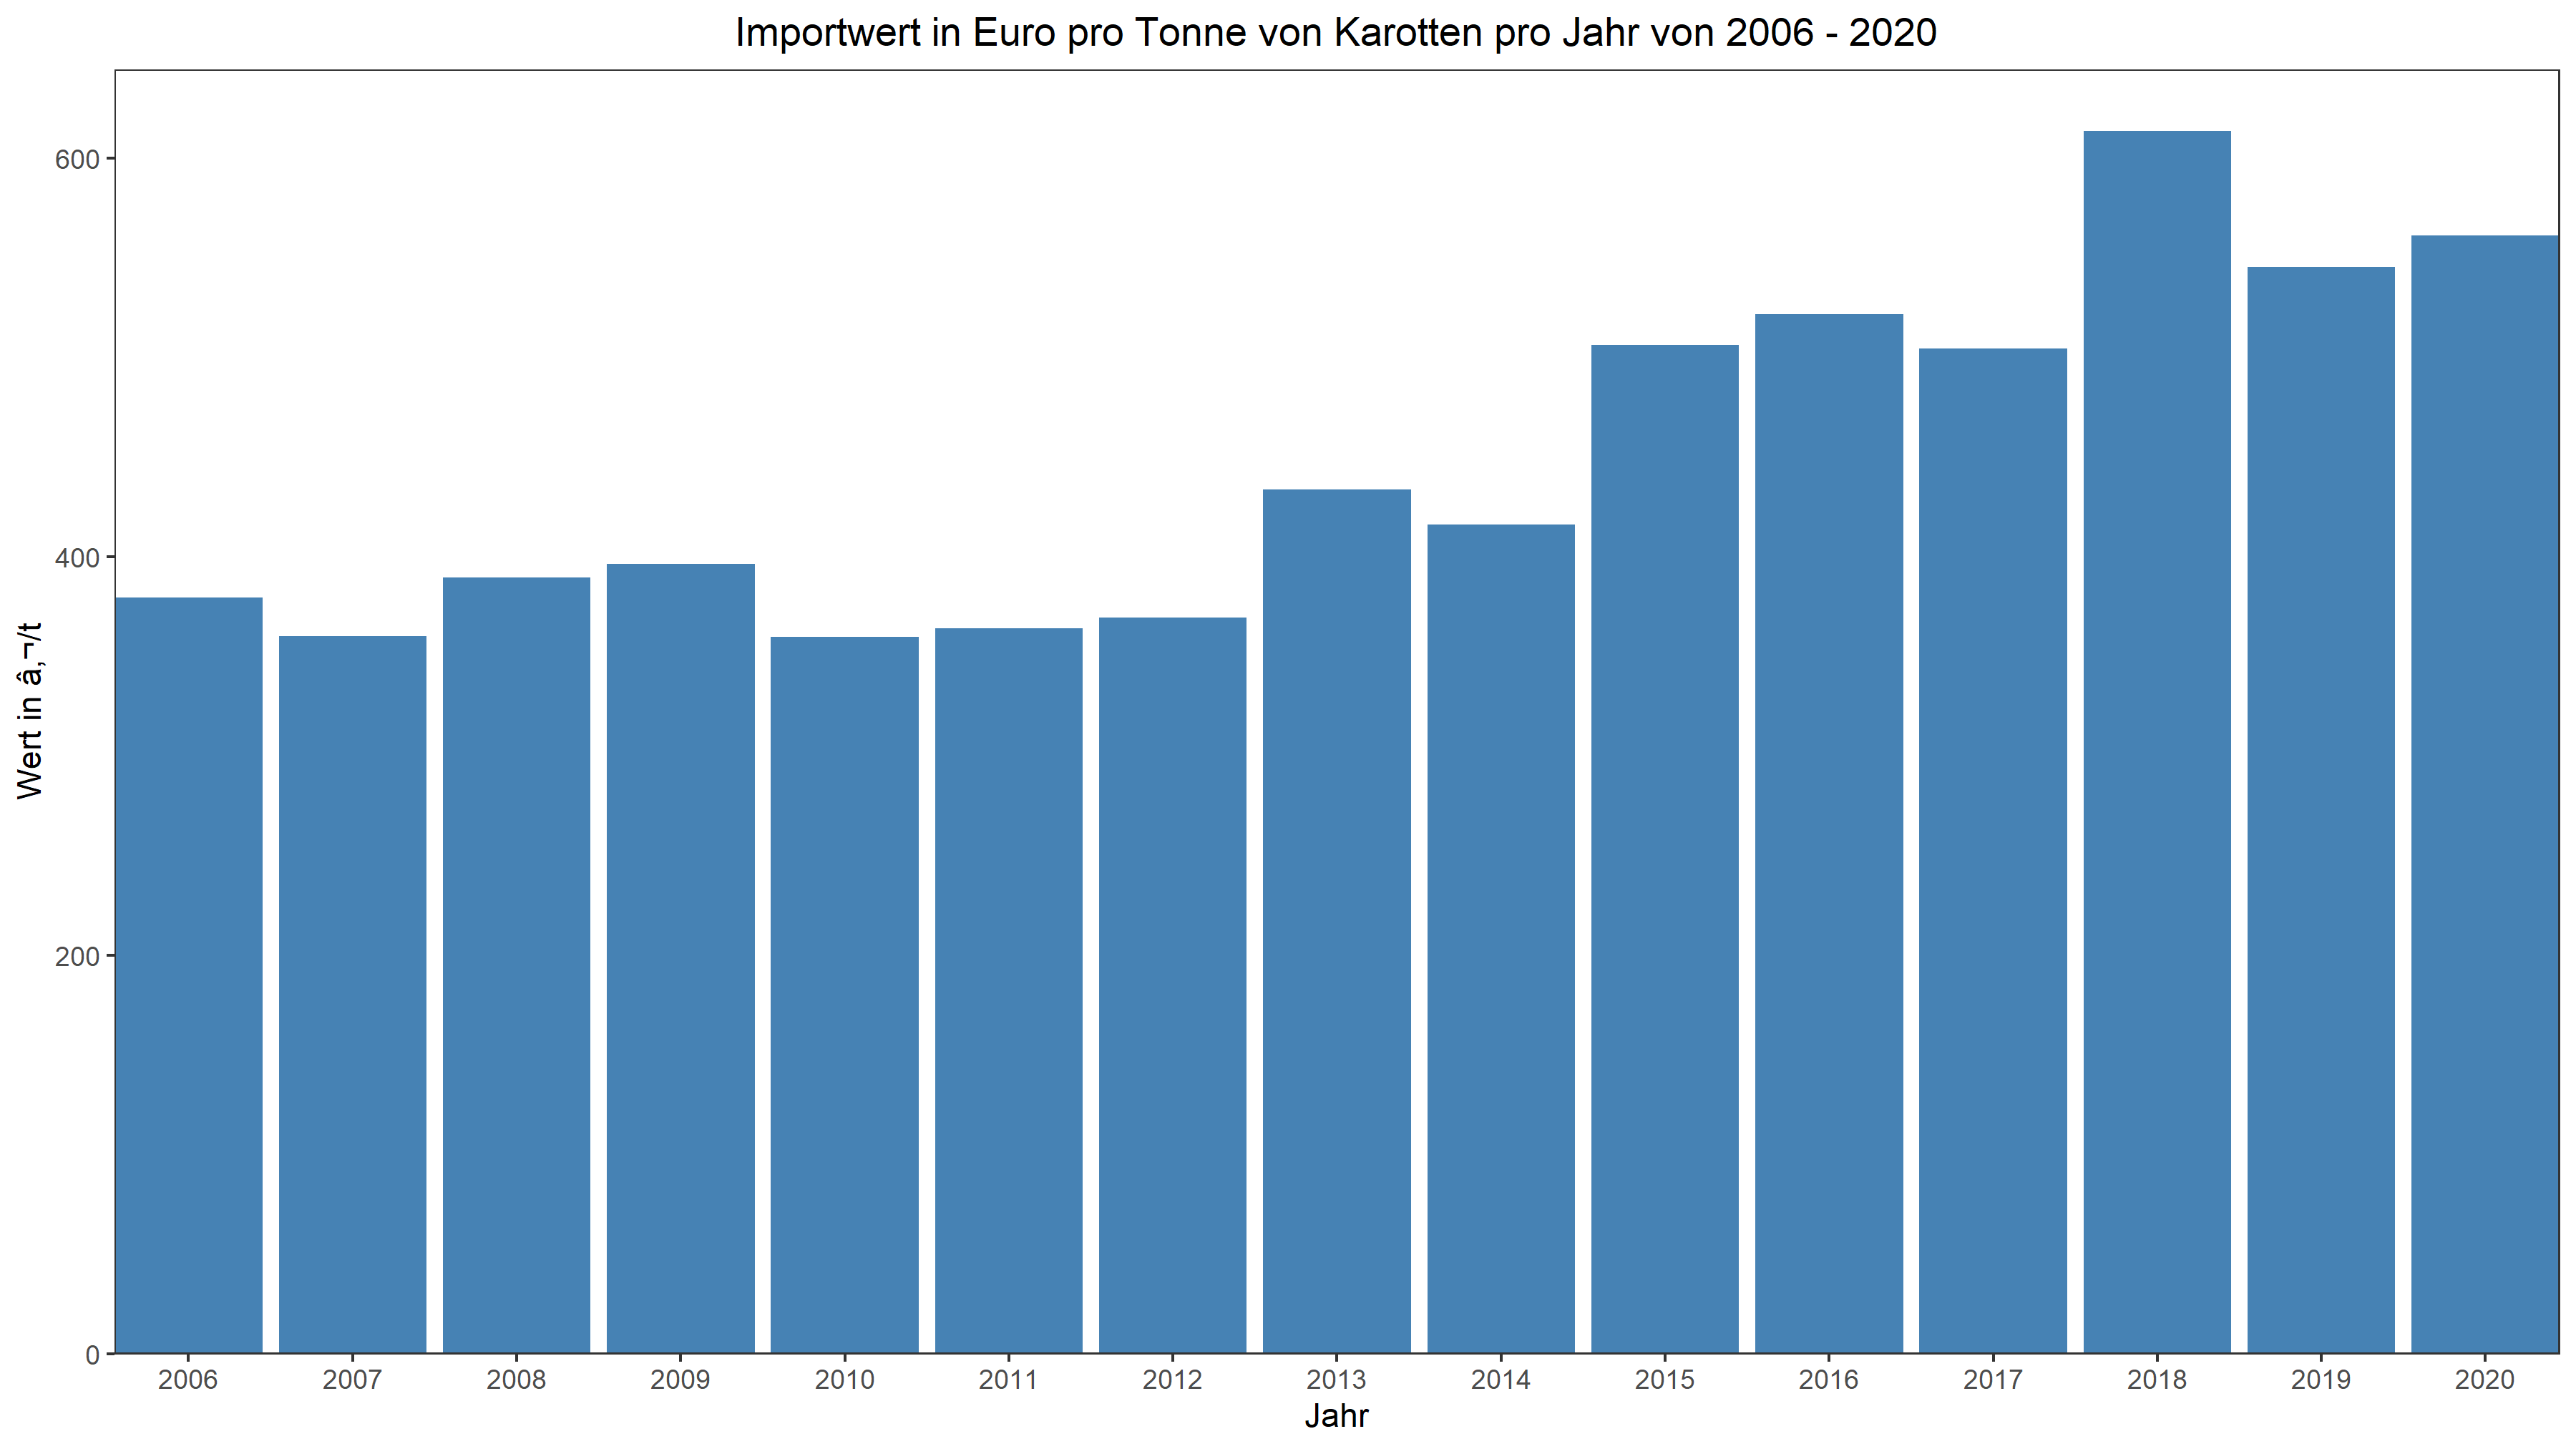 Importwert in Euro pro Tonne von Karotten pro Jahr von 2006 - 2020
600
400
200
0
Wert in â‚¬/t
2006 2007 2008 2009 2010 2011 2012 2013 2014 2015 2016 2017 2018 2019 2020
Jahr